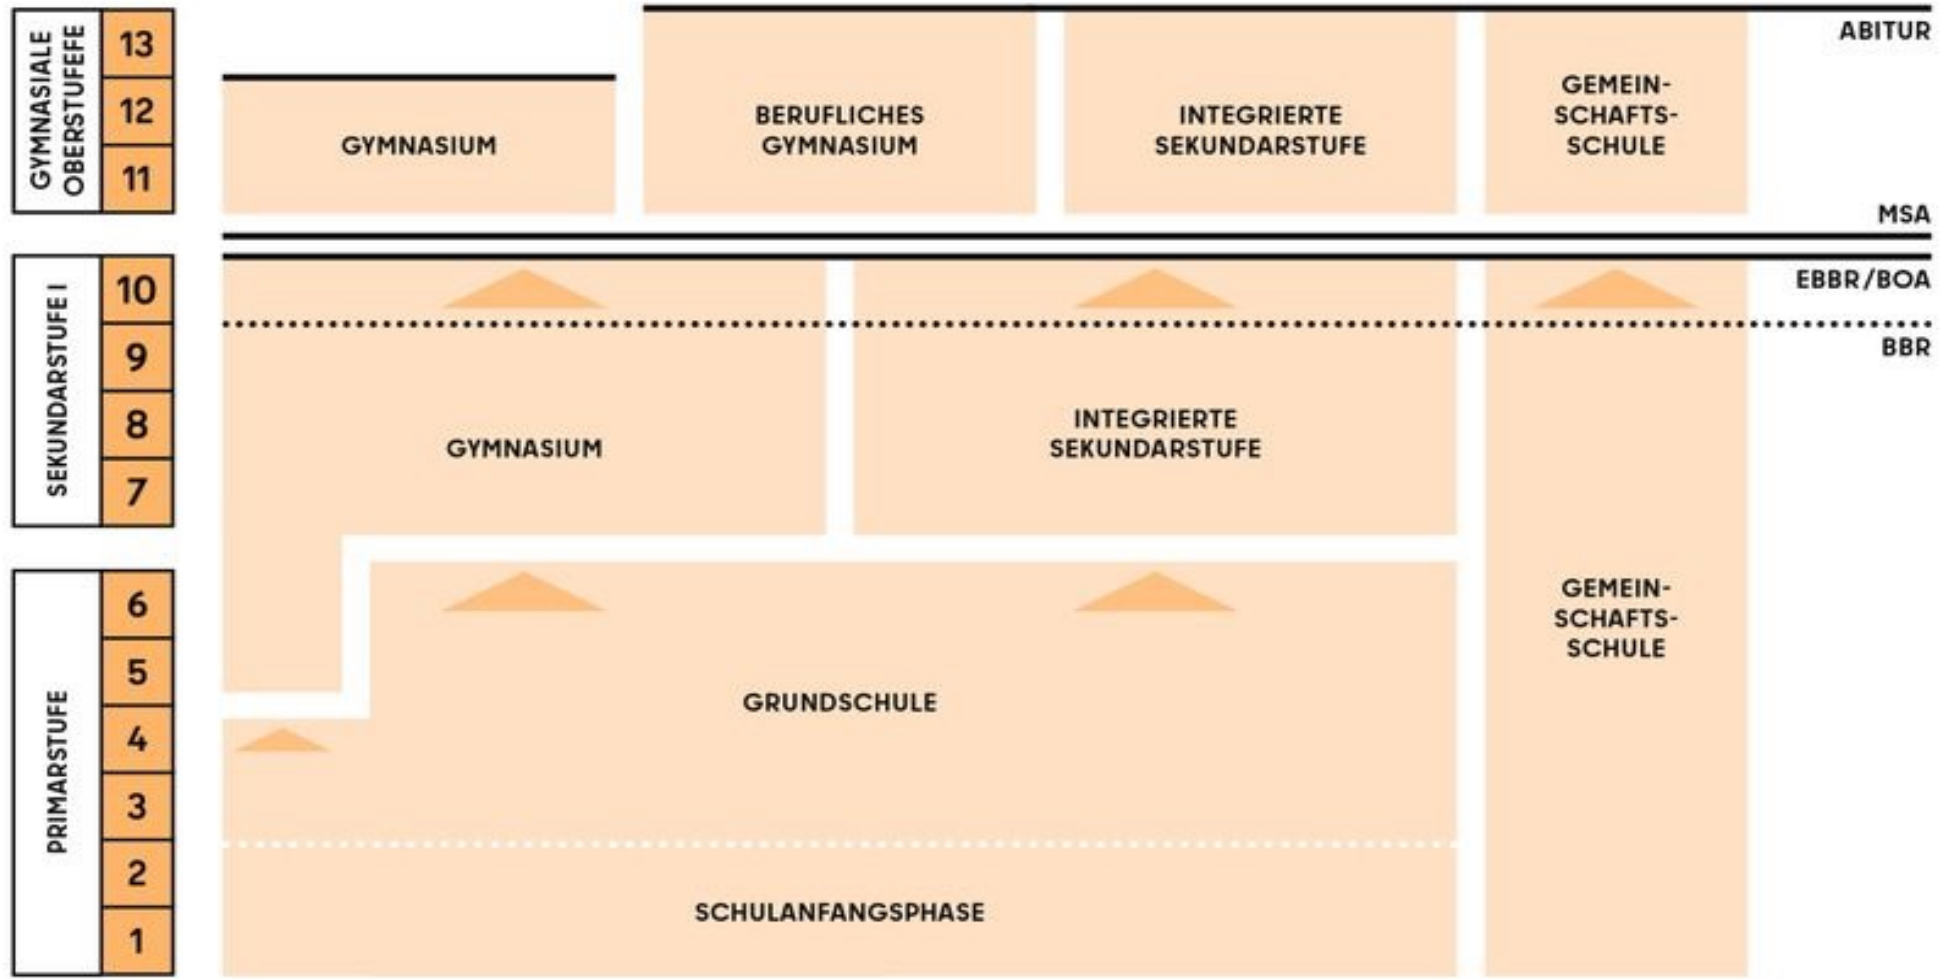 GYMNASIALE
OBERSTUFEFE
13
12
11
GYMNASIUM
BERUFLICHES
GYMNASIUM
INTEGRIERTE
SEKUNDARSTUFE
GEMEIN-
SCHAFTS-
SCHULE
ABITUR
MSA
SEKUNDARSTUFE I
10
9
8
7
GYMNASIUM
INTEGRIERTE
SEKUNDARSTUFE
EBBR/BOA
BBR
PRIMARSTUFE
6
5
4
3
2
1
GRUNDSCHULE
SCHULANFANGSPHASE
GEMEIN-
SCHAFTS-
SCHULE